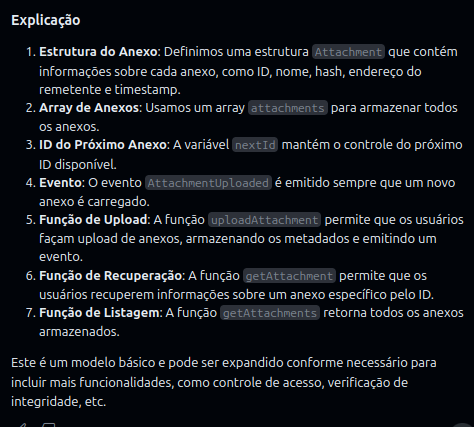 Explicação
1. Estrutura do Anexo: Definimos uma estrutura Attachment que contém
informações sobre cada anexo, como ID, nome, hash, endereço do
remetente e timestamp.
2. Array de Anexos: Usamos um array attachments para armazenar todos
os anexos.
3. ID do Próximo Anexo: A variável nextId mantém o controle do próximo
ID disponível.
4. Evento: O evento AttachmentUploaded é emitido sempre que um novo
anexo é carregado.
5. Função de Upload: A função uploadAttachment permite que os usuários
façam upload de anexos, armazenando os metadados e emitindo um
evento.
6. Função de Recuperação: A função getAttachment permite que os
usuários recuperem informações sobre um anexo específico pelo ID.
7. Função de Listagem: A função getAttachments retorna todos os anexos
armazenados.
Este é um modelo básico e pode ser expandido conforme necessário para
incluir mais funcionalidades, como controle de acesso, verificação de
integridade, etc.